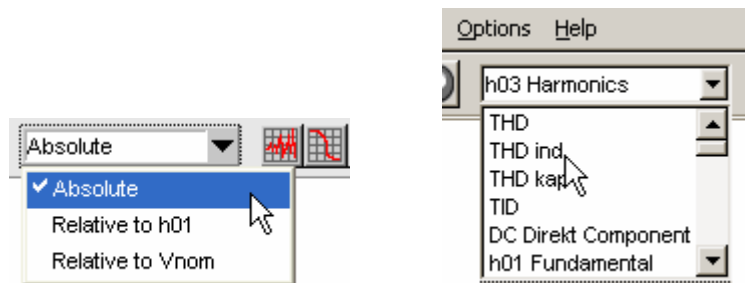 Absolute
Absolute
Relative to h01
Relative to Vnom
Options Help
h03 Harmonics
THD
THD ind
THD kap
TID
DC Direkt Component
h01 Fundamental